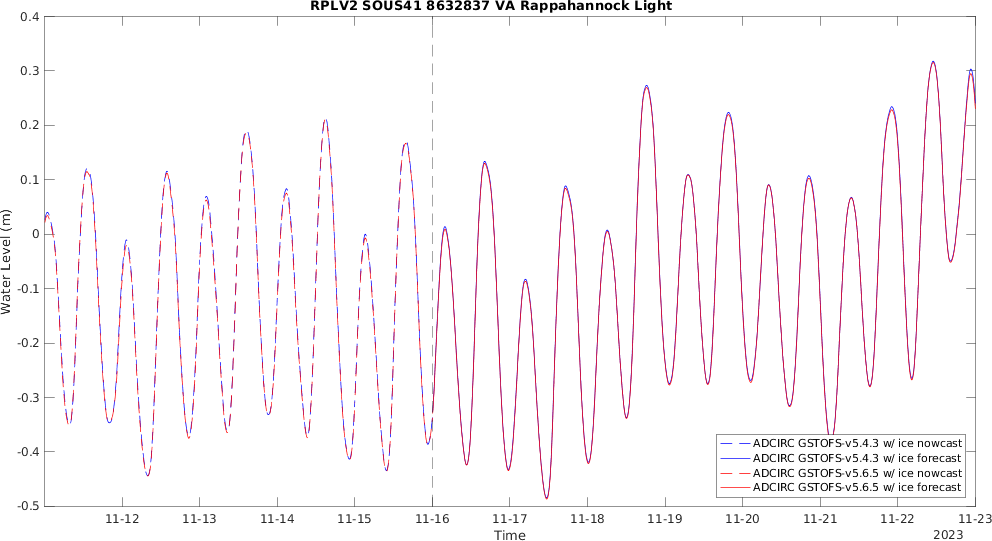 RPLV2 SOUS41 8632837 VA Rappahannock Light
0.4
0.3
0.2
0.1
0
-0.1
-0.2
-0.3
-0.4
-0.5
Water Level (m)
ADCIRC GSTOFS-v5.4.3 w/ ice nowcast
ADCIRC GSTOFS-v5.4.3 w/ ice forecast
ADCIRC GSTOFS-v5.6.5 w/ ice nowcast
ADCIRC GSTOFS-v5.6.5 w/ ice forecast
11-12 11-13 11-14 11-15 11-16 11-17 11-18 11-19 11-20 11-21 11-22 11-23
Time
2023